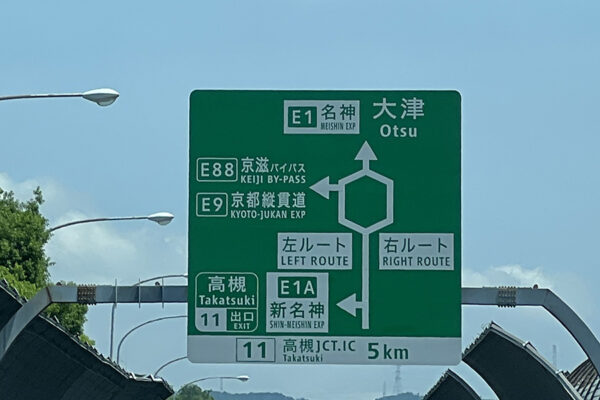 E1 名神
MEISHIN EXP
大津
Otsu
E88 京滋バイパス
KEIJI BY-PASS
E9 京都縦貫道
KYOTO-JUKAN EXP
左ルート
LEFT ROUTE
右ルート
RIGHT ROUTE
高槻
Takatsuki
11 出口
EXIT
E1A
新名神
SHIN-MEISHIN EXP
11 高槻JCT.IC 5km
Takatsuki